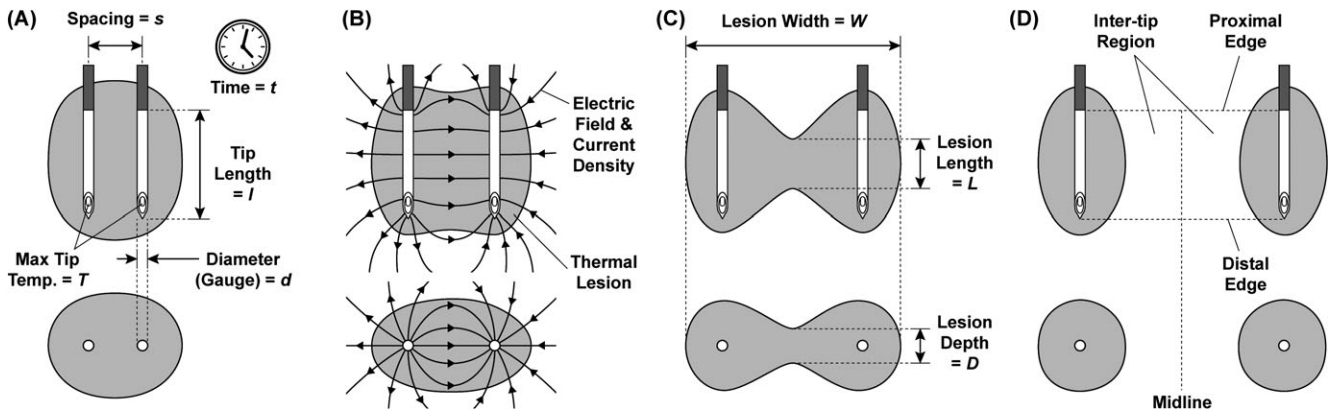 (A)
Spacing = s
Time = t
Tip
Length
= l
Max Tip
Temp. = T
Diameter
(Gauge) = d
(B)
Electric
Field &
Current
Density
Thermal
Lesion
(C)
Lesion Width = W
Lesion
Length
= L
Lesion
Depth
= D
(D)
Inter-tip
Region
Proximal
Edge
Distal
Edge
Midline